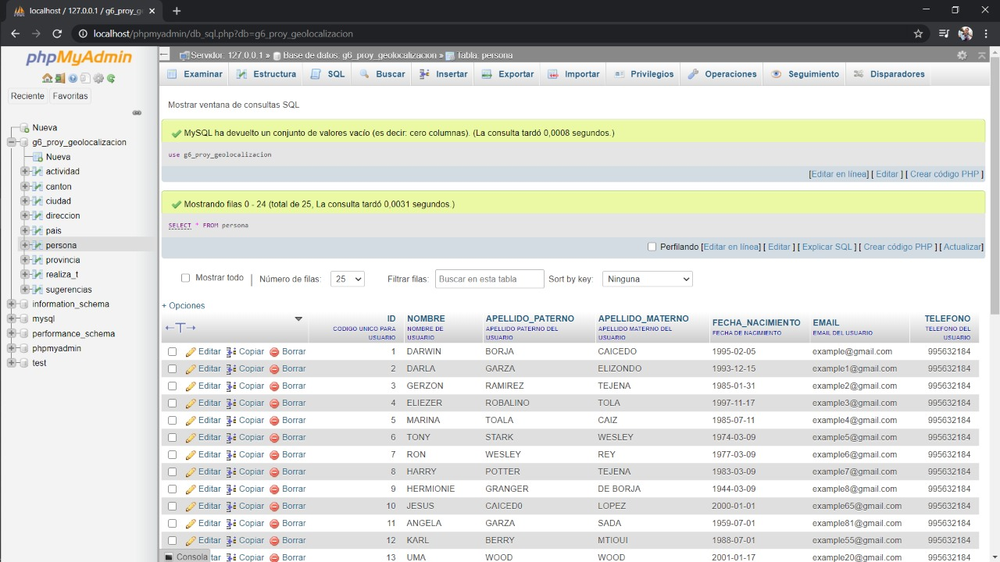 localhost / 127.0.0.1 / g6_proy_g
localhost/phpmyadmin/db_sql.php?db=g6_proy_geolocalizacion
phpMyAdmin
Reciente Favoritas
Nueva
g6_proy_geolocalizacion
Nueva
actividad
canton
ciudad
direccion
pais
persona
provincia
realiza_t
sugerencias
information_schema
mysql
performance_schema
phpmyadmin
test
Servidor: 127.0.0.1 » Base de datos: g6_proy_geolocalizacion » Tabla: persona
Examinar Estructura SQL Buscar Insertar Exportar Importar Privilegios Operaciones Seguimiento Disparadores
Mostrar ventana de consultas SQL
MySQL ha devuelto un conjunto de valores vacío (es decir: cero columnas). (La consulta tardó 0,0008 segundos.)
use g6_proy_geolocalizacion
[Editar en línea] [ Editar ] [ Crear código PHP ]
Mostrando filas 0 - 24 (total de 25, La consulta tardó 0,0031 segundos.)
SELECT * FROM persona
Perfilando [Editar en línea] [ Editar ] [ Explicar SQL ] [ Crear código PHP ] [ Actualizar]
Mostrar todo | Número de filas: 25 Filtrar filas: Buscar en esta tabla Sort by key: Ninguna
+ Opciones
←T→ ID NOMBRE APELLIDO_PATERNO APELLIDO_MATERNO FECHA_NACIMIENTO EMAIL TELEFONO
CODIGO UNICO PARA NOMBRE DE APELLIDO PATERNO DEL APELLIDO MATERNO DEL FECHA DE NACIMIENTO EMAIL DEL USUARIO TELEFONO DEL
USUARIO USUARIO USUARIO USUARIO USUARIO
Editar Copiar Borrar 1 DARWIN BORJA CAICEDO 1995-02-05 example@gmail.com 995632184
Editar Copiar Borrar 2 DARLA GARZA ELIZONDO 1993-12-15 example1@gmail.com 995632184
Editar Copiar Borrar 3 GERZON RAMIREZ TEJENA 1985-01-31 example2@gmail.com 995632184
Editar Copiar Borrar 4 ELIEZER ROBALINO TOLA 1997-11-17 example3@gmail.com 995632184
Editar Copiar Borrar 5 MARINA TOALA CAIZ 1985-07-11 example4@gmail.com 995632184
Editar Copiar Borrar 6 TONY STARK WESLEY 1974-03-09 example5@gmail.com 995632184
Editar Copiar Borrar 7 RON WESLEY REY 1977-03-09 example6@gmail.com 995632184
Editar Copiar Borrar 8 HARRY POTTER TEJENA 1983-03-09 example7@gmail.com 995632184
Editar Copiar Borrar 9 HERMIONIE GRANGER DE BORJA 1944-03-09 example8@gmail.com 995632184
Editar Copiar Borrar 10 JESUS CAICED0 LOPEZ 2000-01-01 example65@gmail.com 995632184
Editar Copiar Borrar 11 ANGELA GARZA SADA 1959-07-01 example81@gmail.com 995632184
Editar Copiar Borrar 12 KARL BERRY MTIOUI 1988-07-01 example55@gmail.com 995632184
Consola tar Copiar Borrar 13 UMA WOOD WOOD 2001-01-17 example20@gmail.com 995632184